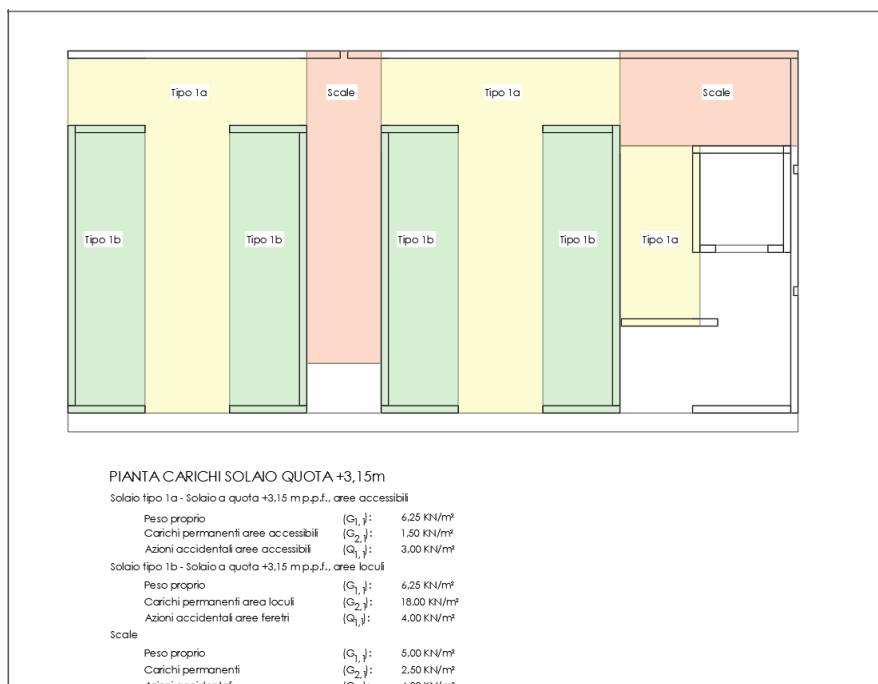 Tipo 1a
Scale
Tipo 1a
Scale
Tipo 1b
Tipo 1b
Tipo 1b
Tipo 1b
Tipo 1a
PIANTA CARICHI SOLAIO QUOTA +3,15m
Solaio tipo 1a - Solaio a quota +3,15 m p.p.f., aree accessibili
Peso proprio (G1,1): 6,25 KN/m²
Carichi permanenti aree accessibili (G2,1): 1,50 KN/m²
Azioni accidentali aree accessibili (Q1,1): 3,00 KN/m²
Solaio tipo 1b - Solaio a quota +3,15 m p.p.f., aree loculi
Peso proprio (G1,1): 6,25 KN/m²
Carichi permanenti area loculi (G2,1): 18,00 KN/m²
Azioni accidentali aree feretri (Q1,1): 4,00 KN/m²
Scale
Peso proprio (G1,1): 5,00 KN/m²
Carichi permanenti (G2,1): 2,50 KN/m²